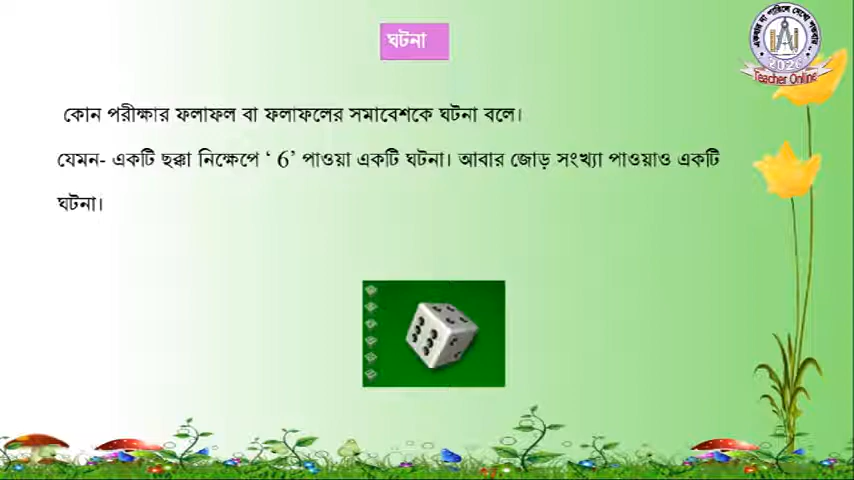 ঘটনা
কোন পরীক্ষার ফলাফল বা ফলাফলের সমাবেশকে ঘটনা বলে।
যেমন- একটি ছক্কা নিক্ষেপে ‘ 6’ পাওয়া একটি ঘটনা। আবার জোড় সংখ্যা পাওয়াও একটি
ঘটনা।
2020
Teacher Online